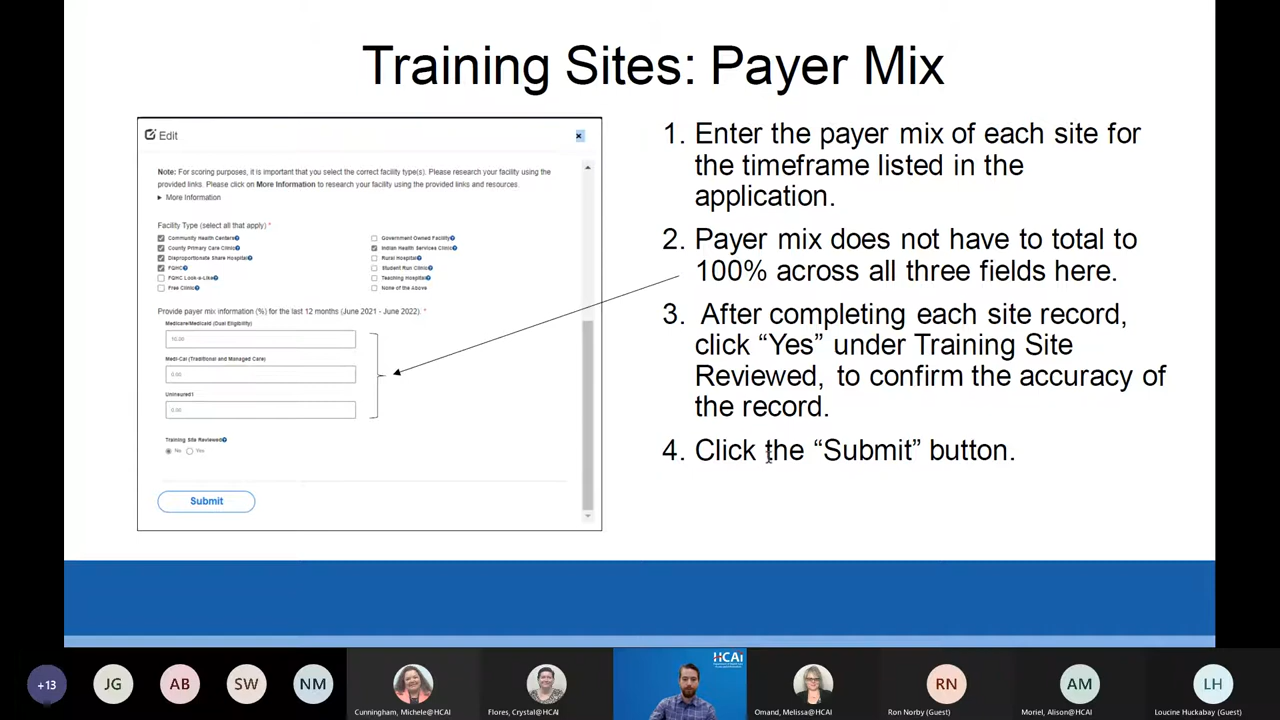 Training Sites: Payer Mix
Edit
×
Note: For scoring purposes, it is important that you select the correct facility type(s). Please research your facility using the
provided links. Please click on More Information to research your facility using the provided links and resources.
▶ More Information
Facility Type (select all that apply) *
Community Health Centers
Government Owned Facility
County Primary Care Clinic
Indian Health Services Clinic
Disproportionate Share Hospital
Rural Hospital
FQHC
Student Run Clinic
FQHC Look-a-Like
Teaching Hospital
Free Clinic
None of the Above
Provide payer mix information (%) for the last 12 months (June 2021 - June 2022). *
Medicare/Medicaid (Dual Eligibility)
10.00
Medi-Cal (Traditional and Managed Care)
0.00
Uninsured1
0.00
Training Site Reviewed
No Yes
Submit
1. Enter the payer mix of each site for
the timeframe listed in the
application.
2. Payer mix does not have to total to
100% across all three fields here.
3. After completing each site record,
click “Yes” under Training Site
Reviewed, to confirm the accuracy of
the record.
4. Click the “Submit” button.
+13
JG
AB
SW
NM
Cunningham, Michele@HCAI
Flores, Crystal@HCAI
HCAi
Omand, Melissa@HCAI
RN
Ron Norby (Guest)
AM
Moriel, Alison@HCAI
LH
Loucine Huckabay (Guest)